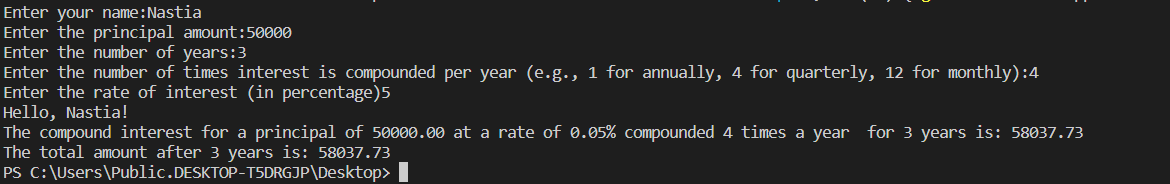 Enter your name:Nastia
Enter the principal amount:50000
Enter the number of years:3
Enter the number of times interest is compounded per year (e.g., 1 for annually, 4 for quarterly, 12 for monthly):4
Enter the rate of interest (in percentage)5
Hello, Nastia!
The compound interest for a principal of 50000.00 at a rate of 0.05% compounded 4 times a year  for 3 years is: 58037.73
The total amount after 3 years is: 58037.73
PS C:\Users\Public.DESKTOP-T5DRGJP\Desktop>